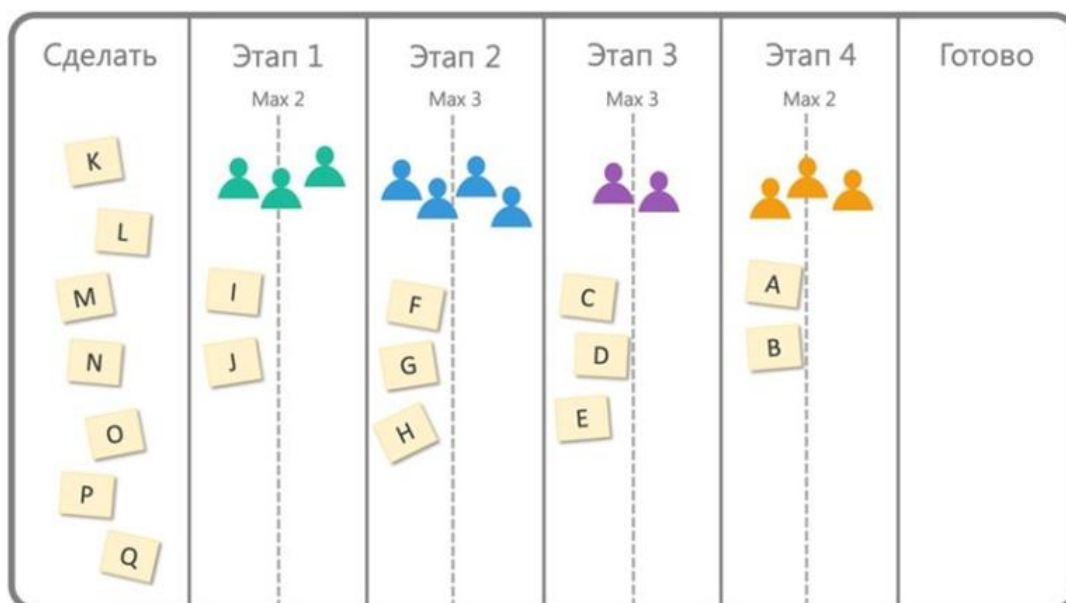 Сделать
Этап 1
Этап 2
Этап 3
Этап 4
Готово
Max 2
Max 3
Max 3
Max 2
K
L
M
N
O
P
Q
I
J
F
G
H
C
D
E
A
B